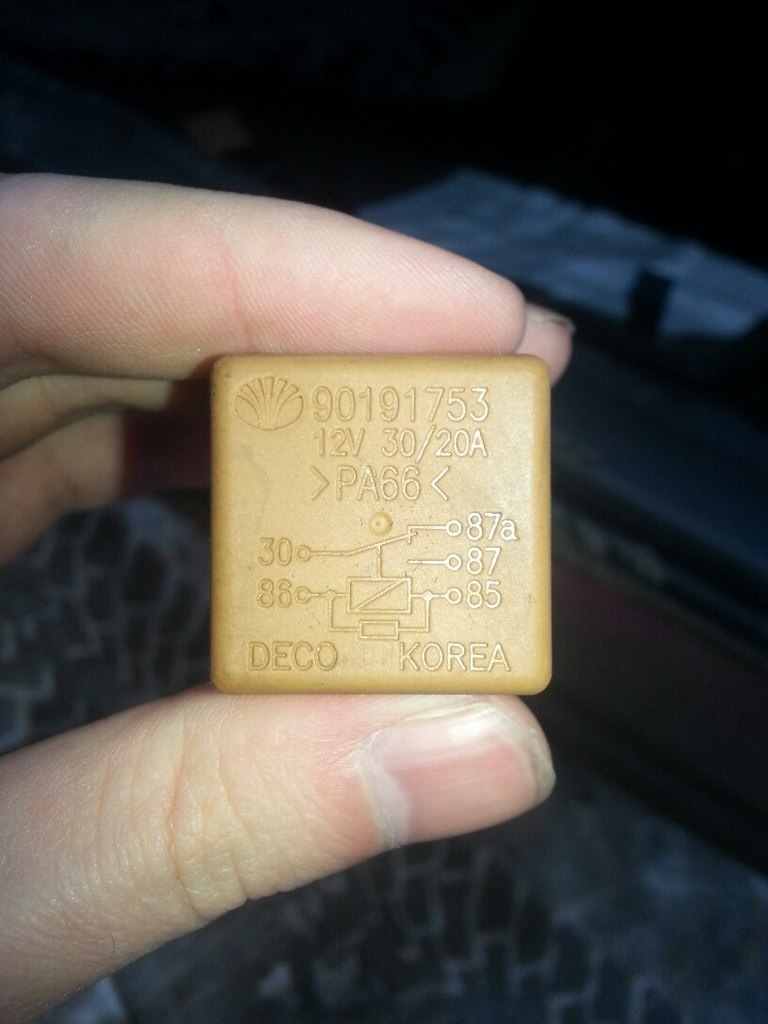 90191753
12V 30/20A
>PA66<
87a
30
87
86
85
DECO KOREA